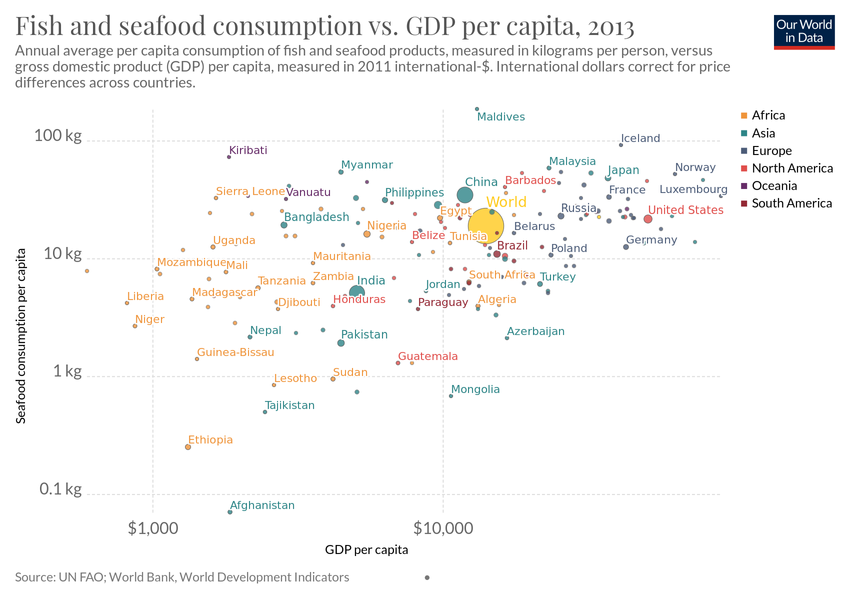 Fish and seafood consumption vs. GDP per capita, 2013
Our World
in Data
Annual average per capita consumption of fish and seafood products, measured in kilograms per person, versus
gross domestic product (GDP) per capita, measured in 2011 international-$. International dollars correct for price
differences across countries.
Africa
Asia
Europe
North America
Oceania
South America
Seafood consumption per capita
100 kg
10 kg
1 kg
0.1 kg
Maldives
Iceland
Kiribati
Myanmar
Malaysia
Japan
Norway
China
Barbados
Sierra Leone
Vanuatu
Philippines
France
Luxembourg
World
Bangladesh
Nigeria
Egypt
Russia
United States
Belarus
Uganda
Belize
Tunisia
Brazil
Poland
Germany
Mozambique
Mali
Mauritania
Tanzania
Zambia
India
South Africa
Turkey
Jordan
Liberia
Madagascar
Djibouti
Honduras
Paraguay
Algeria
Niger
Nepal
Pakistan
Azerbaijan
Guinea-Bissau
Guatemala
Lesotho
Sudan
Mongolia
Tajikistan
Ethiopia
Afghanistan
$1,000
$10,000
GDP per capita
Source: UN FAO; World Bank, World Development Indicators